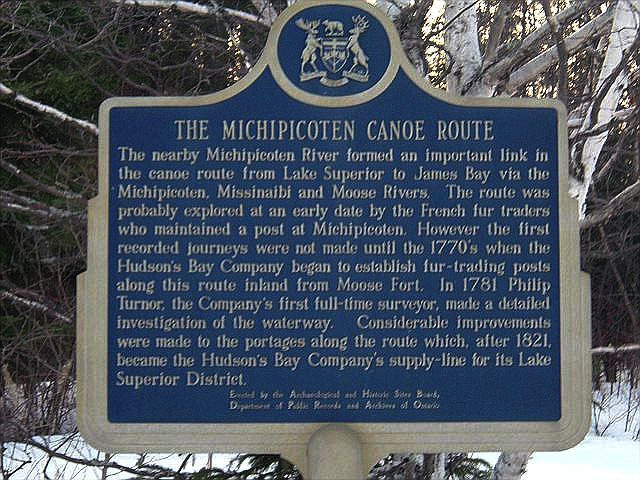 THE MICHIPICOTEN CANOE ROUTE
The nearby Michipicoten River formed an important link in
the canoe route from Lake Superior to James Bay via the
Michipicoten, Missinaibi and Moose Rivers. The route was
probably explored at an early date by the French fur traders
who maintained a post at Michipicoten. However the first
recorded journeys were not made until the 1770's when the
Hudson's Bay Company began to establish fur-trading posts
along this route inland from Moose Fort. In 1781 Philip
Turnor, the Company's first full-time surveyor, made a detailed
investigation of the waterway. Considerable improvements
were made to the portages along the route which, after 1821,
became the Hudson's Bay Company's supply-line for its Lake
Superior District.
Erected by the Archaeological and Historic Sites Board,
Department of Public Records and Archives of Ontario